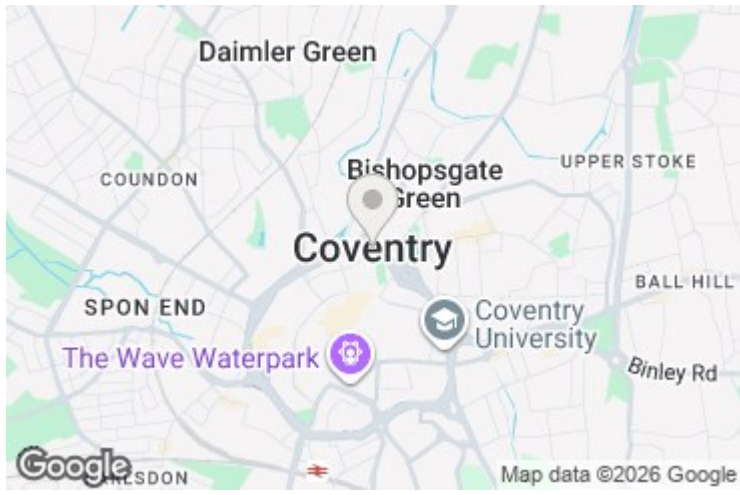 Daimler Green
Bishopsgate
Green
UPPER STOKE
COUNDON
Coventry
BALL HILL
SPON END
Coventry
University
The Wave Waterpark
Binley Rd
Google
Map data ©2026 Google